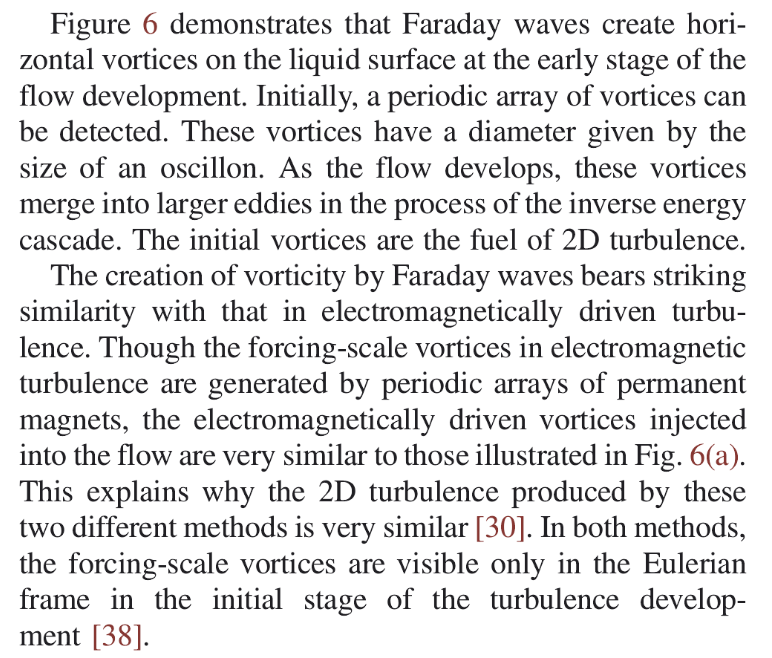 Figure 6 demonstrates that Faraday waves create hori-
zontal vortices on the liquid surface at the early stage of the
flow development. Initially, a periodic array of vortices can
be detected. These vortices have a diameter given by the
size of an oscillon. As the flow develops, these vortices
merge into larger eddies in the process of the inverse energy
cascade. The initial vortices are the fuel of 2D turbulence.
The creation of vorticity by Faraday waves bears striking
similarity with that in electromagnetically driven turbu-
lence. Though the forcing-scale vortices in electromagnetic
turbulence are generated by periodic arrays of permanent
magnets, the electromagnetically driven vortices injected
into the flow are very similar to those illustrated in Fig. 6(a).
This explains why the 2D turbulence produced by these
two different methods is very similar [30]. In both methods,
the forcing-scale vortices are visible only in the Eulerian
frame in the initial stage of the turbulence develop-
ment [38].